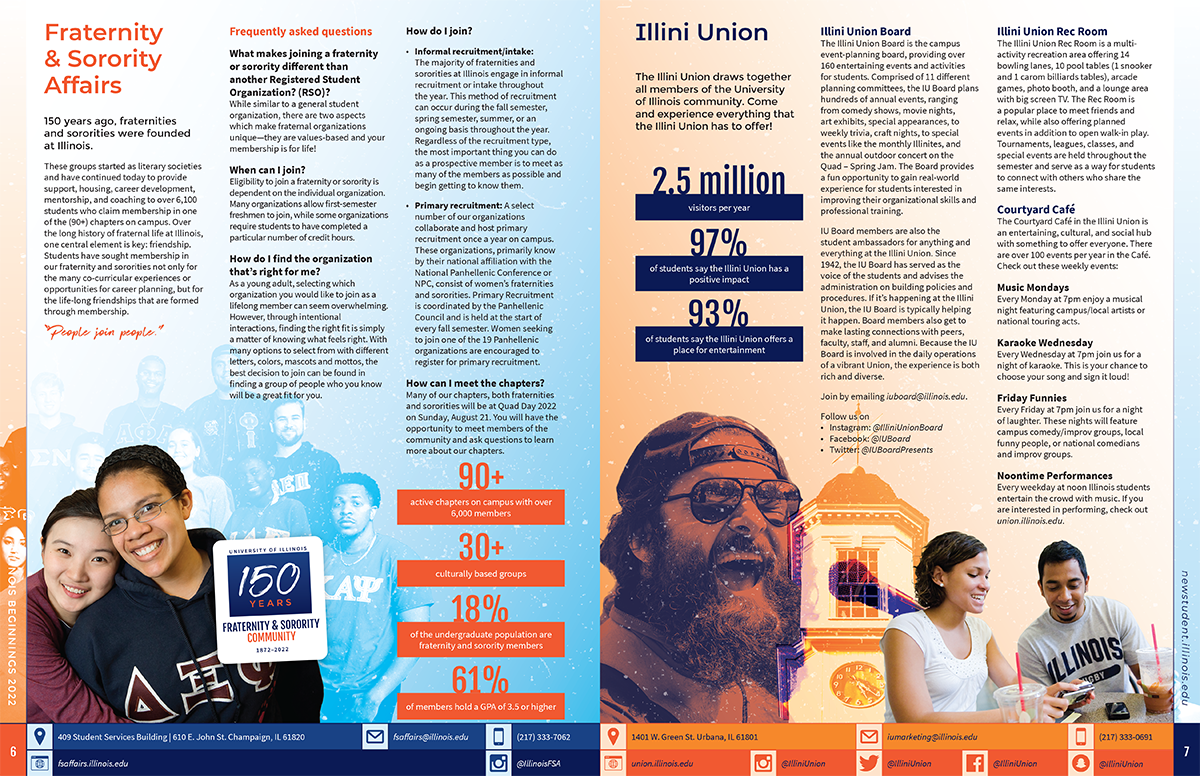 Fraternity
& Sorority
Affairs
150 years ago, fraternities
and sororities were founded
at Illinois.
These groups started as literary societies
and have continued today to provide
support, housing, career development,
mentorship, and coaching to over 6,100
students who claim membership in one
of the (90+) chapters on campus. Over
the long history of fraternal life at Illinois,
one central element is key: friendship.
Students have sought membership in
our fraternity and sororities not only for
the many co-curricular experiences or
opportunities for career planning, but for
the life-long friendships that are formed
through membership.
"People join people."
Frequently asked questions
What makes joining a fraternity
or sorority different than
another Registered Student
Organization? (RSO)?
While similar to a general student
organization, there are two aspects
which make fraternal organizations
unique—they are values-based and your
membership is for life!
When can I join?
Eligibility to join a fraternity or sorority is
dependent on the individual organization.
Many organizations allow first-semester
freshmen to join, while some organizations
require students to have completed a
particular number of credit hours.
How do I find the organization
that's right for me?
As a young adult, selecting which
organization you would like to join as a
lifelong member can seem overwhelming.
However, through intentional
interactions, finding the right fit is simply
a matter of knowing what feels right. With
many options to select from with different
letters, colors, mascots and mottos, the
best decision to join can be found in
finding a group of people who you know
will be a great fit for you.
How do I join?
• Informal recruitment/intake:
The majority of fraternities and
sororities at Illinois engage in informal
recruitment or intake throughout
the year. This method of recruitment
can occur during the fall semester,
spring semester, summer, or an
ongoing basis throughout the year.
Regardless of the recruitment type,
the most important thing you can do
as a prospective member is to meet as
many of the members as possible and
begin getting to know them.
• Primary recruitment: A select
number of our organizations
collaborate and host primary
recruitment once a year on campus.
These organizations, primarily know
by their national affiliation with the
National Panhellenic Conference or
NPC, consist of women's fraternities
and sororities. Primary Recruitment
is coordinated by the Panhellenic
Council and is held at the start of
every fall semester. Women seeking
to join one of the 19 Panhellenic
organizations are encouraged to
register for primary recruitment.
How can I meet the chapters?
Many of our chapters, both fraternities
and sororities will be at Quad Day 2022
on Sunday, August 21. You will have the
opportunity to meet members of the
community and ask questions to learn
more about our chapters.
90+
active chapters on campus with over
6,000 members
30+
culturally based groups
18%
of the undergraduate population are
fraternity and sorority members
61%
of members hold a GPA of 3.5 or higher
ΚΑΨ
UNIVERSITY OF ILLINOIS
150
YEARS
FRATERNITY & SORORITY
COMMUNITY
1872–2022
ΔΞΦ
BEGINNINGS 2022
6
409 Student Services Building | 610 E. John St. Champaign, IL 61820
fsaffairs@illinois.edu
(217) 333-7062
fsaffairs.illinois.edu
@IllinoisFSA
Illini Union
The Illini Union draws together
all members of the University
of Illinois community. Come
and experience everything that
the Illini Union has to offer!
2.5 million
visitors per year
97%
of students say the Illini Union has a
positive impact
93%
of students say the Illini Union offers a
place for entertainment
Illini Union Board
The Illini Union Board is the campus
event-planning board, providing over
160 entertaining events and activities
for students. Comprised of 11 different
planning committees, the IU Board plans
hundreds of annual events, ranging
from comedy shows, movie nights,
art exhibits, special appearances, to
weekly trivia, craft nights, to special
events like the monthly Illinites, and
the annual outdoor concert on the
Quad – Spring Jam. The Board provides
a fun opportunity to gain real-world
experience for students interested in
improving their organizational skills and
professional training.
IU Board members are also the
student ambassadors for anything and
everything at the Illini Union. Since
1942, the IU Board has served as the
voice of the students and advises the
administration on building policies and
procedures. If it's happening at the Illini
Union, the IU Board is typically helping
it happen. Board members also get to
make lasting connections with peers,
faculty, staff, and alumni. Because the IU
Board is involved in the daily operations
of a vibrant Union, the experience is both
rich and diverse.
Join by emailing iuboard@illinois.edu.
Follow us on
• Instagram: @IlliniUnionBoard
• Facebook: @IUBoard
• Twitter: @IUBoardPresents
Illini Union Rec Room
The Illini Union Rec Room is a multi-
activity recreation area offering 14
bowling lanes, 10 pool tables (1 snooker
and 1 carom billiards tables), arcade
games, photo booth, and a lounge area
with big screen TV. The Rec Room is
a popular place to meet friends and
relax, while also offering planned
events in addition to open walk-in play.
Tournaments, leagues, classes, and
special events are held throughout the
semester and serve as a way for students
to connect with others who share the
same interests.
Courtyard Café
The Courtyard Café in the Illini Union is
an entertaining, cultural, and social hub
with something to offer everyone. There
are over 100 events per year in the Café.
Check out these weekly events:
Music Mondays
Every Monday at 7pm enjoy a musical
night featuring campus/local artists or
national touring acts.
Karaoke Wednesday
Every Wednesday at 7pm join us for a
night of karaoke. This is your chance to
choose your song and sign it loud!
Friday Funnies
Every Friday at 7pm join us for a night
of laughter. These nights will feature
campus comedy/improv groups, local
funny people, or national comedians
and improv groups.
Noontime Performances
Every weekday at noon Illinois students
entertain the crowd with music. If you
are interested in performing, check out
union.illinois.edu.
ILLINOIS
newstudent.illinois.edu
1401 W. Green St. Urbana, IL 61801
iumarketing@illinois.edu
(217) 333-0691
union.illinois.edu
@IlliniUnion
@IlliniUnion
@IlliniUnion
@IlliniUnion
7